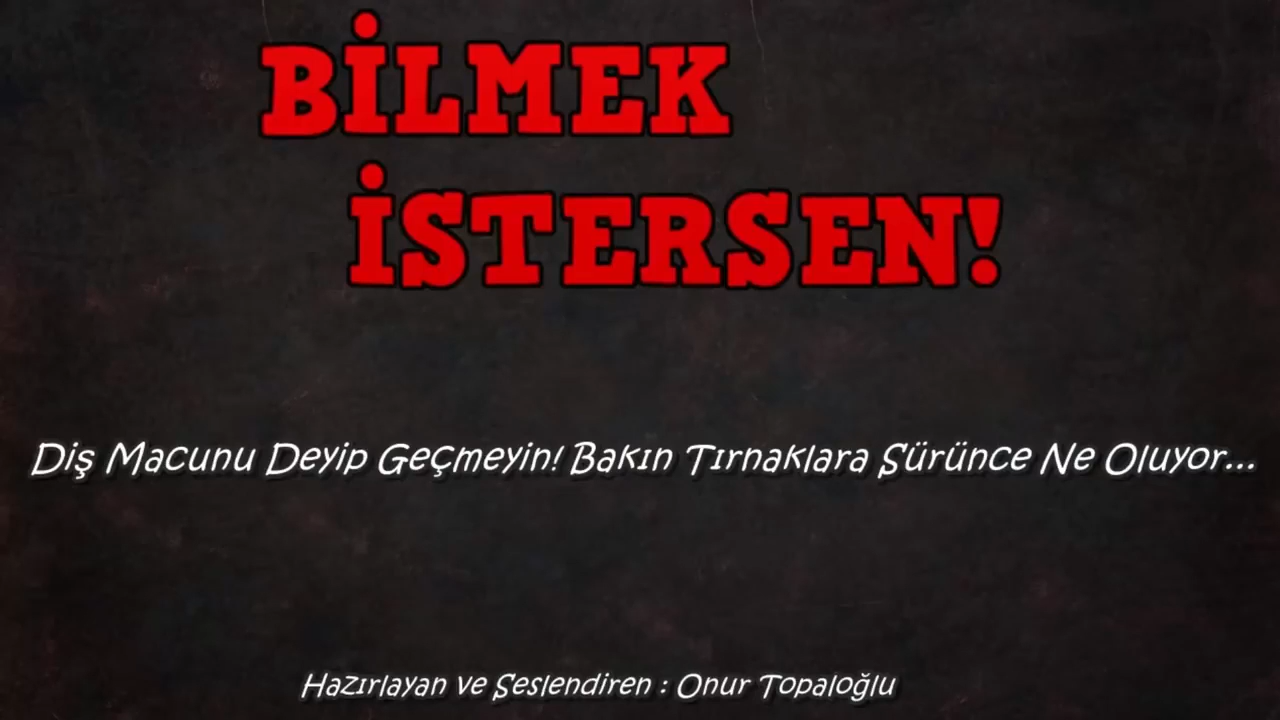 BİLMEK
İSTERSEN!
Diş Macunu Deyip Geçmeyin! Bakın Tırnaklara Sürünce Ne Oluyor...
Hazırlayan ve Seslendiren : Onur Topaloğlu